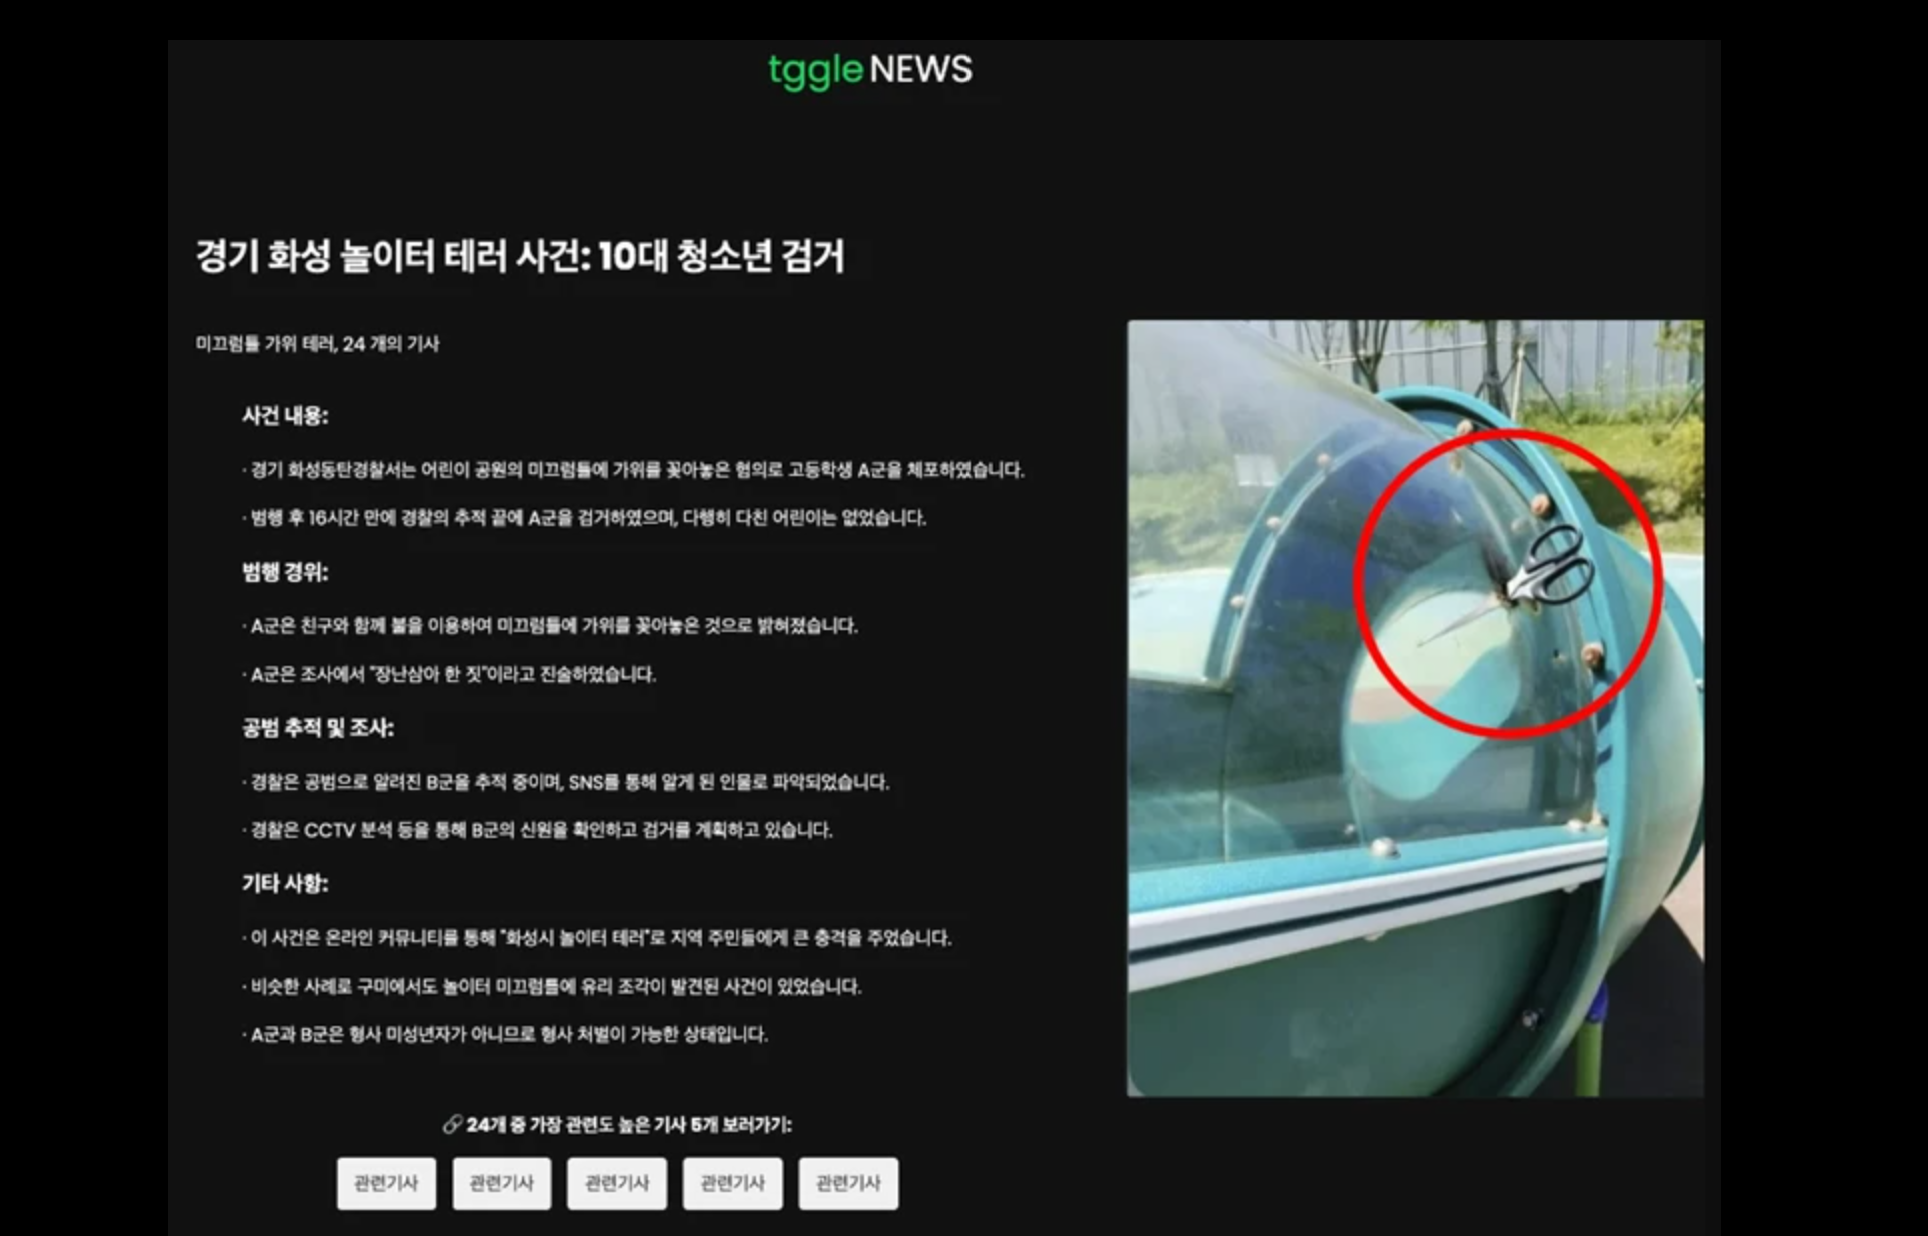 tggle NEWS
경기 화성 놀이터 테러 사건: 10대 청소년 검거
미끄럼틀 가위 테러, 24 개의 기사
사건 내용:
· 경기 화성동탄경찰서는 어린이 공원의 미끄럼틀에 가위를 꽂아놓은 혐의로 고등학생 A군을 체포하였습니다.
· 범행 후 16시간 만에 경찰의 추적 끝에 A군을 검거하였으며, 다행히 다친 어린이는 없었습니다.
범행 경위:
· A군은 친구와 함께 불을 이용하여 미끄럼틀에 가위를 꽂아놓은 것으로 밝혀졌습니다.
· A군은 조사에서 "장난삼아 한 짓"이라고 진술하였습니다.
공범 추적 및 조사:
· 경찰은 공범으로 알려진 B군을 추적 중이며, SNS를 통해 알게 된 인물로 파악되었습니다.
· 경찰은 CCTV 분석 등을 통해 B군의 신원을 확인하고 검거를 계획하고 있습니다.
기타 사항:
· 이 사건은 온라인 커뮤니티를 통해 "화성시 놀이터 테러"로 지역 주민들에게 큰 충격을 주었습니다.
· 비슷한 사례로 구미에서도 놀이터 미끄럼틀에 유리 조각이 발견된 사건이 있었습니다.
· A군과 B군은 형사 미성년자가 아니므로 형사 처벌이 가능한 상태입니다.
🔗 24개 중 가장 관련도 높은 기사 5개 보러가기:
관련기사 관련기사 관련기사 관련기사 관련기사